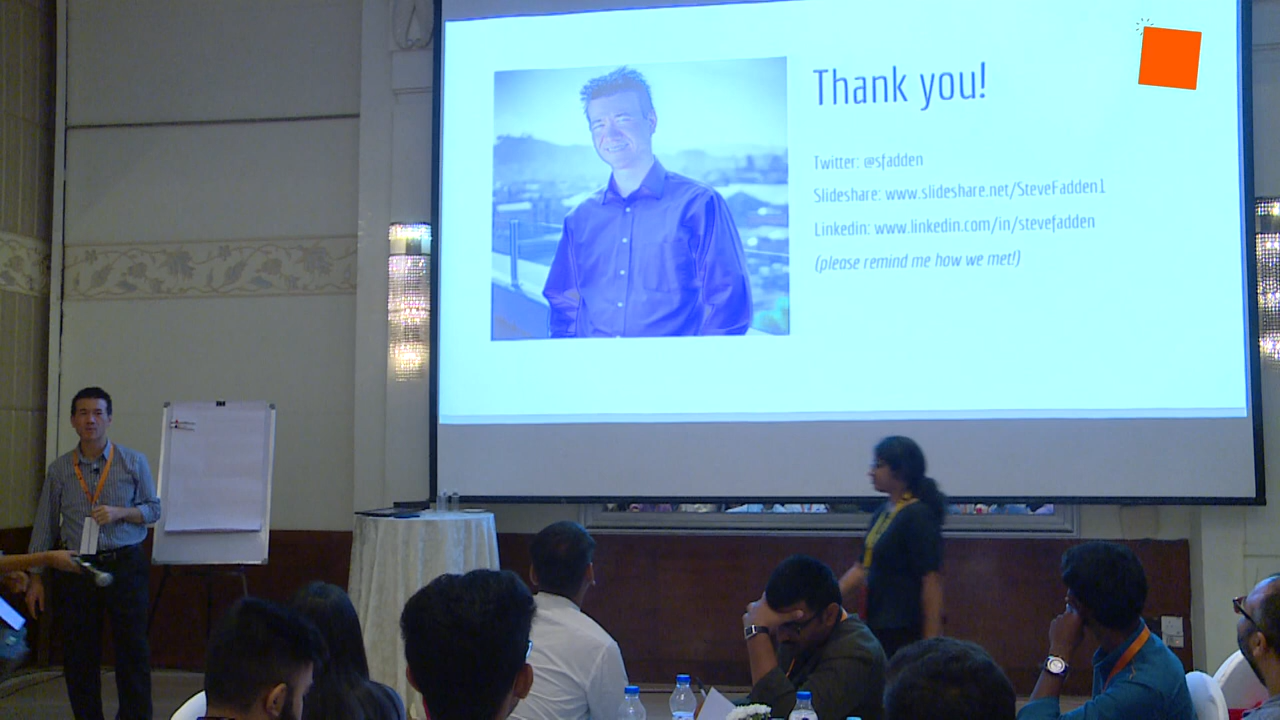 Thank you!
Twitter: @sfadden
Slideshare: www.slideshare.net/SteveFadden1
Linkedin: www.linkedin.com/in/stevefadden
(please remind me how we met!)